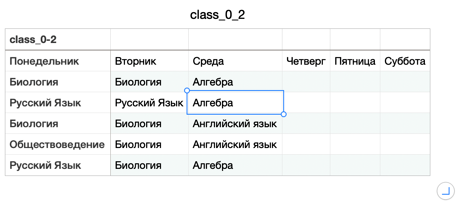 class_0_2
class_0-2
Понедельник Вторник Среда Четверг Пятница Суббота
Биология Биология Алгебра
Русский Язык Русский Язык Алгебра
Биология Биология Английский язык
Обществоведение Биология Английский язык
Русский Язык Биология Алгебра